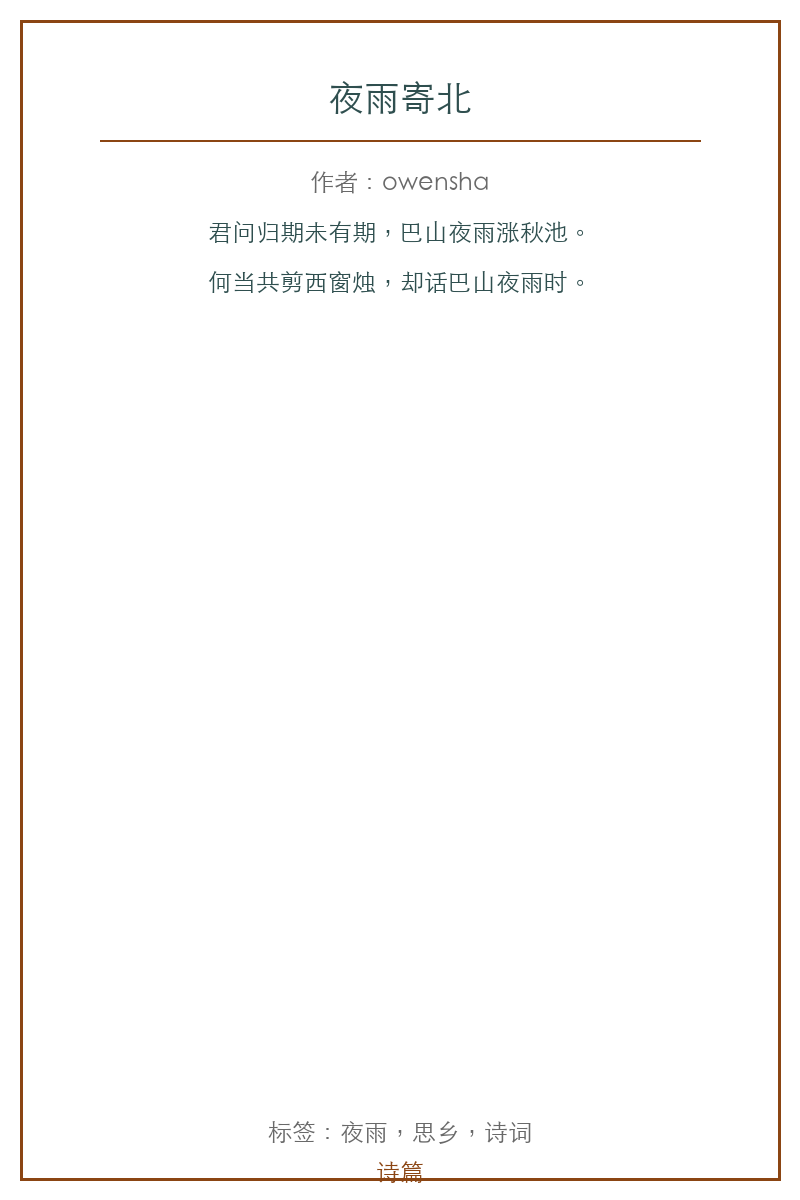 夜雨寄北
作者：owensha
君问归期未有期，巴山夜雨涨秋池。
何当共剪西窗烛，却话巴山夜雨时。
标签：夜雨，思乡，诗词
诗篇